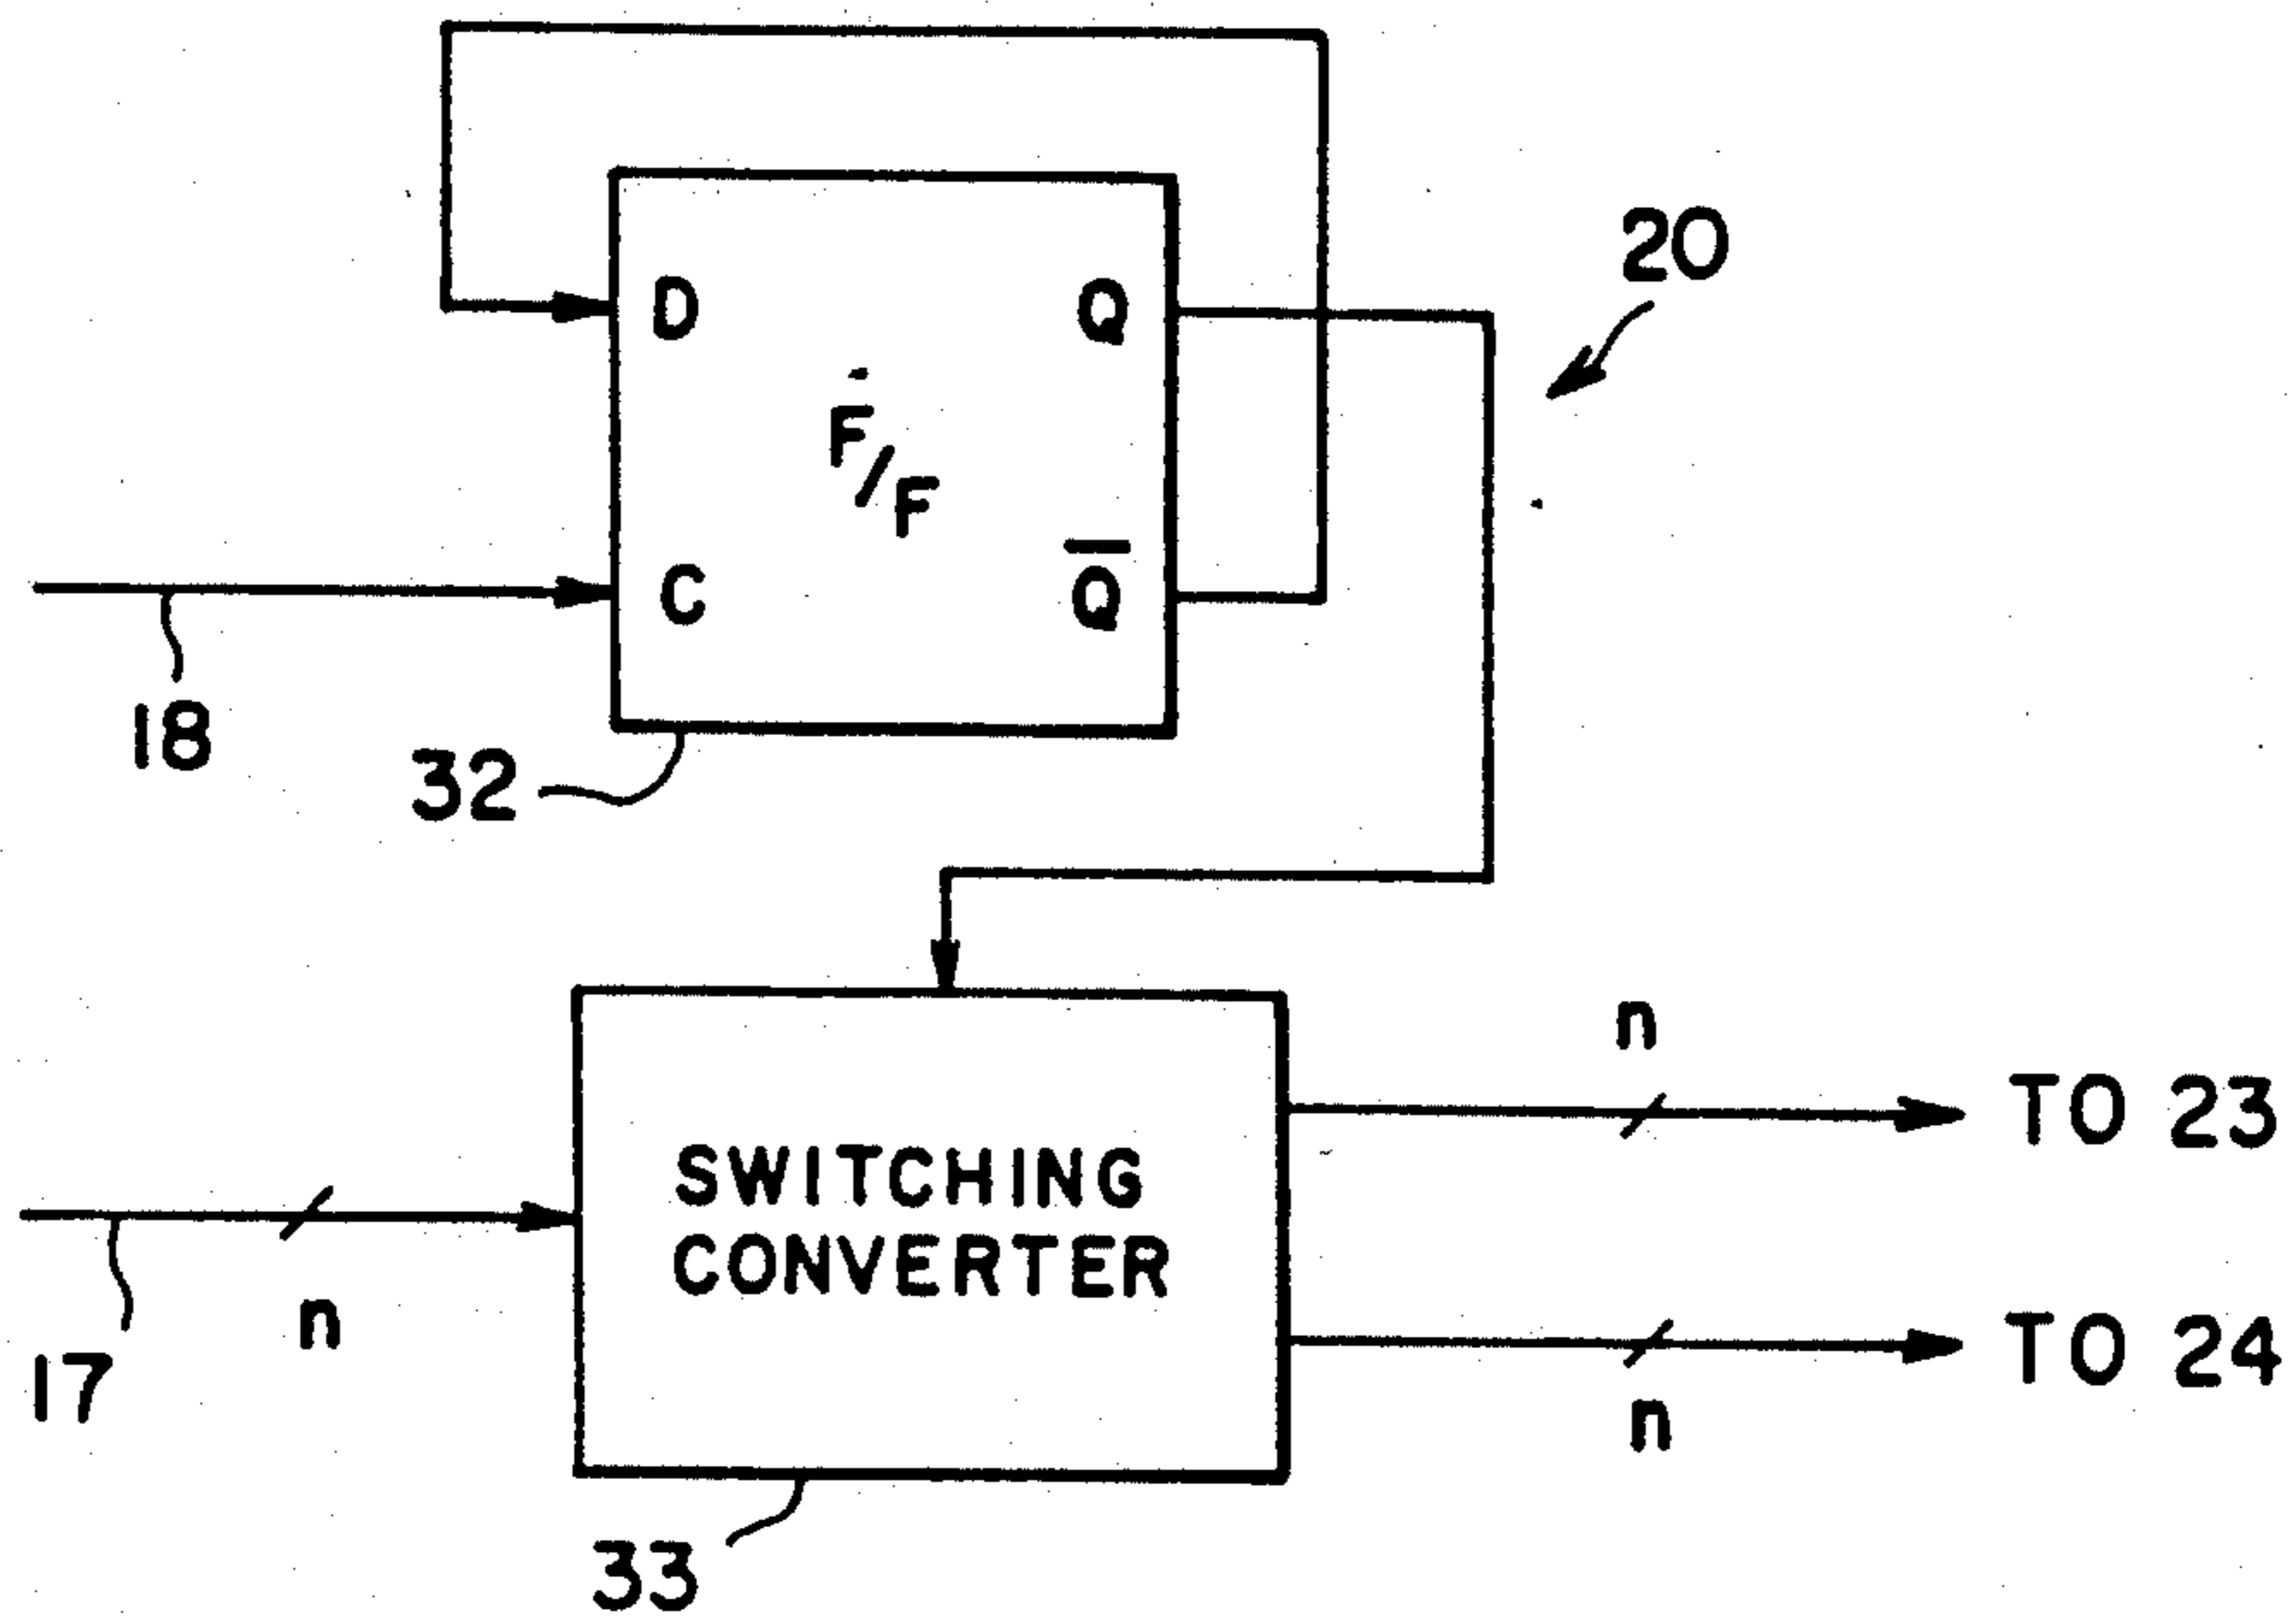 20
D
Q
F/F
C
Q̅
18
32
n
TO 23
SWITCHING
CONVERTER
17
n
TO 24
n
33